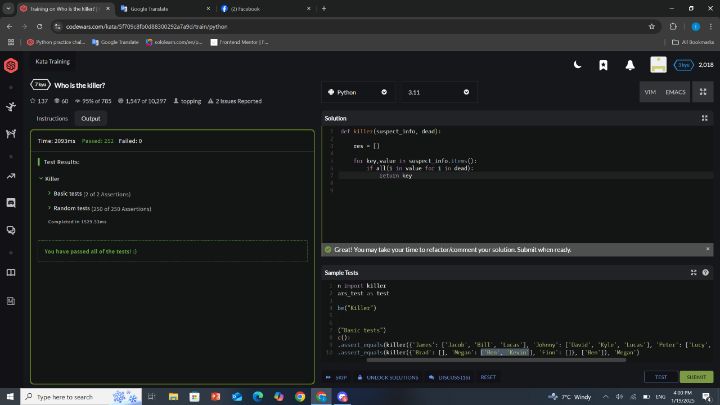 Training on Who is the killer? |
Google Translate
(2) Facebook
codewars.com/kata/5f709c8fb0d88300292a7a9d/train/python
Python practice chal...
Google Translate
sololearn.com/en/p...
Frontend Mentor | F...
All Bookmarks
Kata Training
3 kyu
2,018
7 kyu
Who is the killer?
137
60
95% of 785
1,547 of 10,297
topping
2 Issues Reported
Python
3.11
VIM
EMACS
Instructions
Output
Time: 2093ms Passed: 252 Failed: 0
Test Results:
Killer
Basic tests (2 of 2 Assertions)
Random tests (250 of 250 Assertions)
Completed in 1529.51ms
You have passed all of the tests! :)
Solution
1 def killer(suspect_info, dead):
2
3 res = []
4
5 for key,value in suspect_info.items():
6 if all(i in value for i in dead):
7 return key
8
9
Great! You may take your time to refactor/comment your solution. Submit when ready.
Sample Tests
1 n import killer
2 ars_test as test
3
4 be("Killer")
5
6
7 ("Basic tests")
8 c():
9 .assert_equals(killer({'James': ['Jacob', 'Bill', 'Lucas'], 'Johnny': ['David', 'Kyle', 'Lucas'], 'Peter': ['Lucy',
10 .assert_equals(killer({'Brad': [], 'Megan': ['Ben', 'Kevin'], 'Finn': []}, ['Ben']), 'Megan')
SKIP
UNLOCK SOLUTIONS
RESET
TEST
SUBMIT
Type here to search
Windy
ENG
4:00 PM
1/19/2025